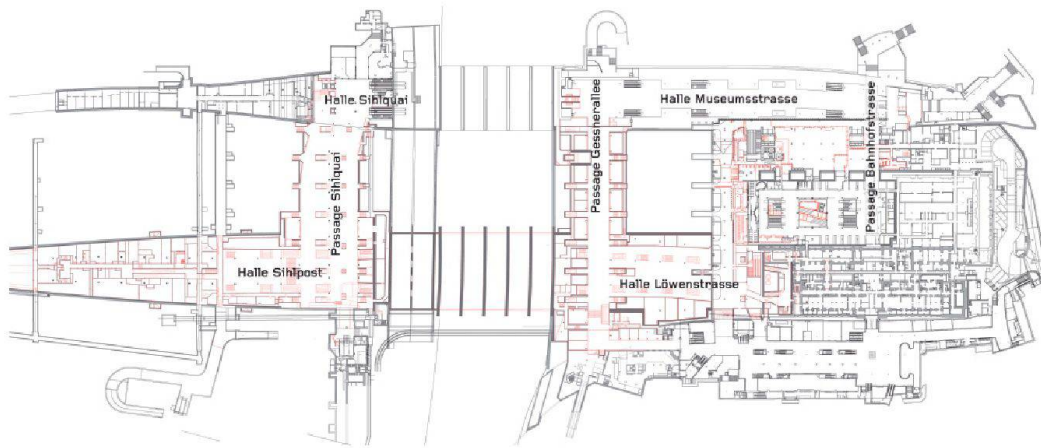 Halle Sihlquai
Halle Museumsstrasse
Passage Sihlquai
Passage Gessnerallee
Passage Bahnhofstrasse
Halle Sihlpost
Halle Löwenstrasse